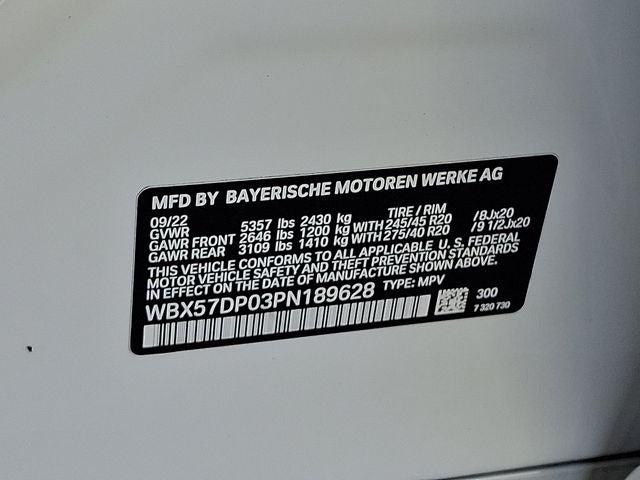 MFD BY BAYERISCHE MOTOREN WERKE AG
09/22 TIRE / RIM
GVWR 5357 lbs 2430 kg
GAWR FRONT 2646 lbs 1200 kg WITH 245/45 R20 /8Jx20
GAWR REAR 3109 lbs 1410 kg WITH 275/40 R20 /9 1/2Jx20
THIS VEHICLE CONFORMS TO ALL APPLICABLE U. S. FEDERAL
MOTOR VEHICLE SAFETY AND THEFT PREVENTION STANDARDS
IN EFFECT ON THE DATE OF MANUFACTURE SHOWN ABOVE.
WBX57DP03PN189628 TYPE: MPV
300
7 320 730